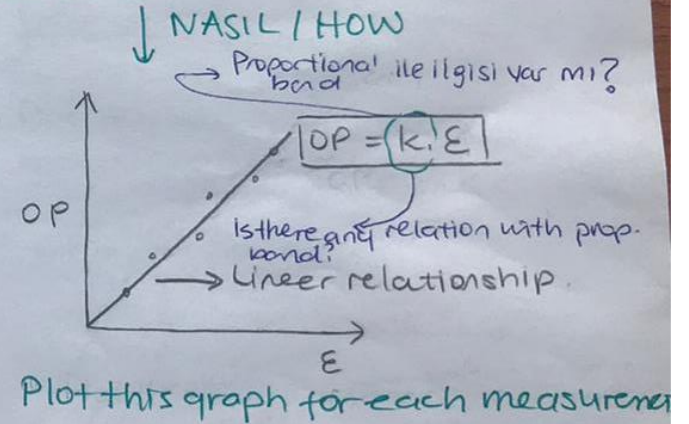 NASIL / HOW
Proportional ile ilgisi var mı?
band
OP = k.ε
OP
is there any relation with prop.
band?
Lineer relationship.
ε
Plot this graph for each